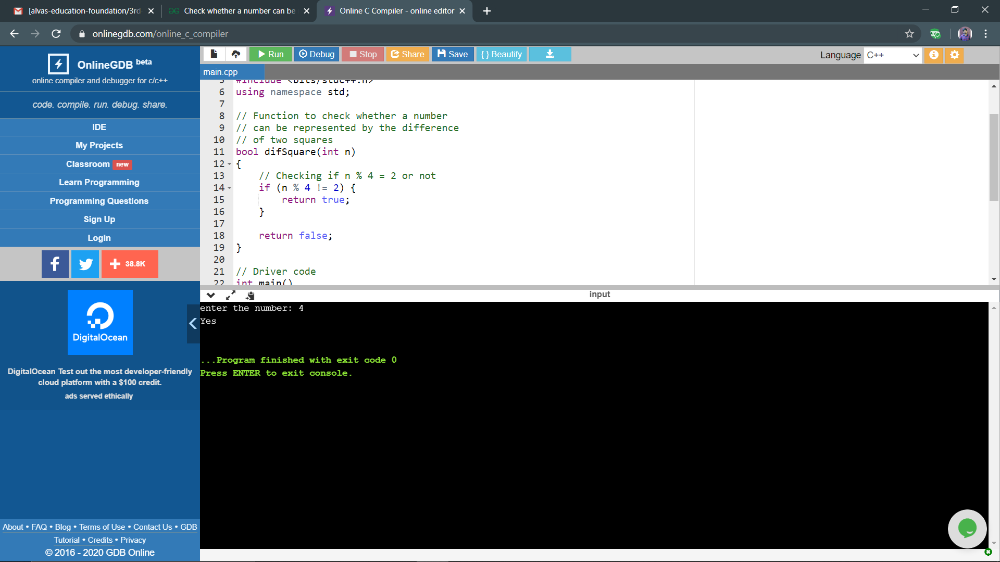 [alvas-education-foundation/3rd
Check whether a number can be
Online C Compiler - online editor
onlinegdb.com/online_c_compiler
OnlineGDB beta
online compiler and debugger for c/c++
code. compile. run. debug. share.
IDE
My Projects
Classroom new
Learn Programming
Programming Questions
Sign Up
Login
38.8K
DigitalOcean
DigitalOcean Test out the most developer-friendly
cloud platform with a $100 credit.
ads served ethically
About • FAQ • Blog • Terms of Use • Contact Us • GDB
Tutorial • Credits • Privacy
© 2016 - 2020 GDB Online
Run Debug Stop Share Save { } Beautify
Language C++
main.cpp
5 #include <bits/stdc++.h>
6 using namespace std;
7
8 // Function to check whether a number
9 // can be represented by the difference
10 // of two squares
11 bool difSquare(int n)
12 {
13 // Checking if n % 4 = 2 or not
14 if (n % 4 != 2) {
15 return true;
16 }
17
18 return false;
19 }
20
21 // Driver code
22 int main()
input
enter the number: 4
Yes
...Program finished with exit code 0
Press ENTER to exit console.